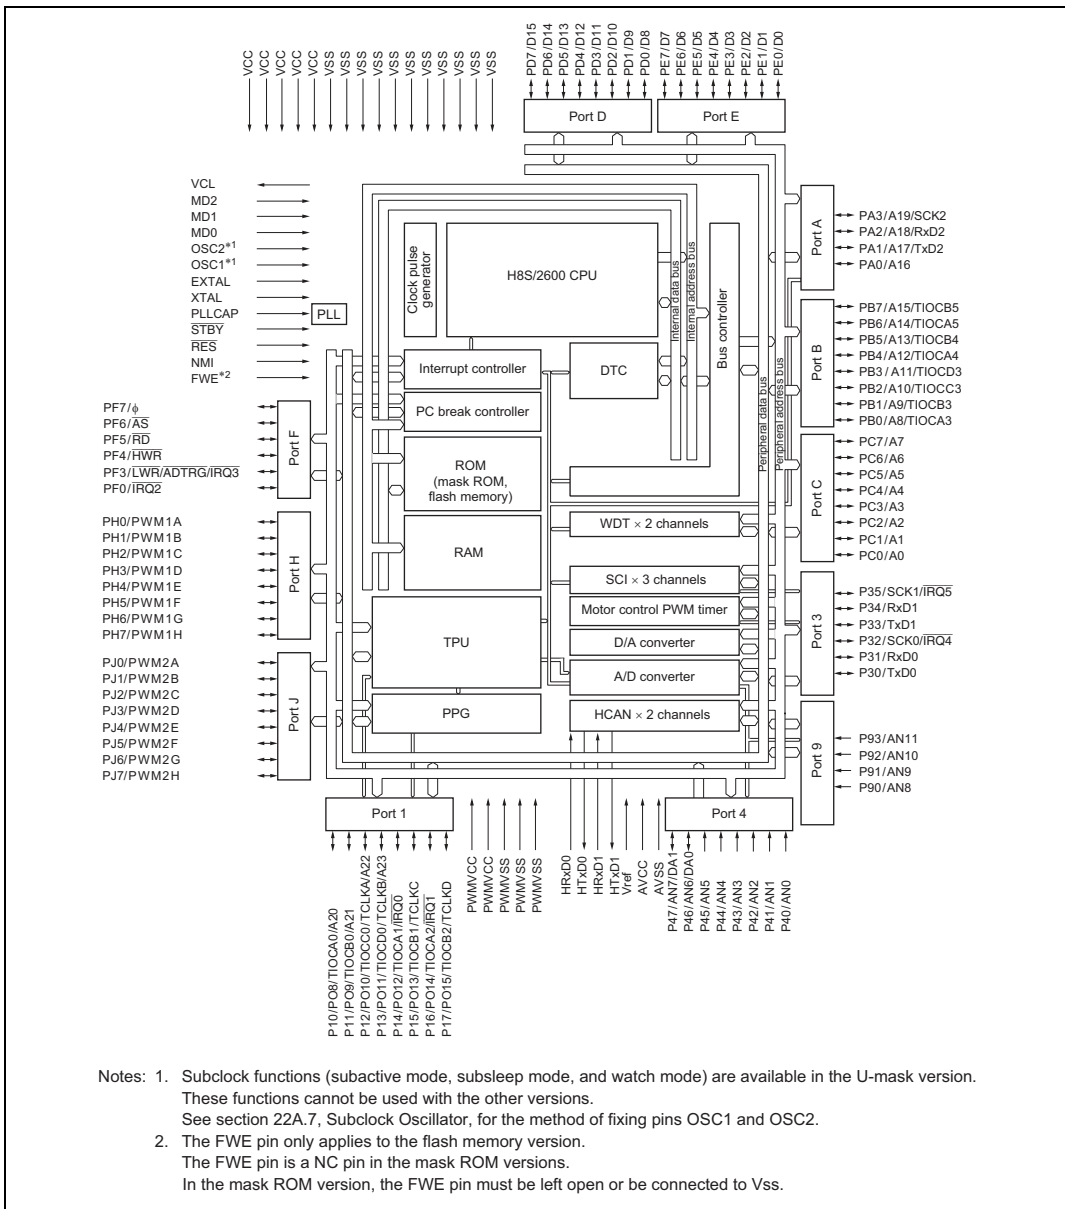 VCC
VCC
VCC
VCC
VCC
VSS
VSS
VSS
VSS
VSS
VSS
VSS
VSS
VSS
VSS
VSS
PD7/D15
PD6/D14
PD5/D13
PD4/D12
PD3/D11
PD2/D10
PD1/D9
PD0/D8
PE7/D7
PE6/D6
PE5/D5
PE4/D4
PE3/D3
PE2/D2
PE1/D1
PE0/D0
Port D
Port E
VCL
MD2
MD1
MD0
OSC2*1
OSC1*1
EXTAL
XTAL
PLLCAP
STBY
RES
NMI
FWE*2
PLL
Clock pulse generator
H8S/2600 CPU
Internal data bus
Internal address bus
Bus controller
Peripheral data bus
Peripheral address bus
Interrupt controller
DTC
PC break controller
ROM
(mask ROM,
flash memory)
RAM
WDT × 2 channels
SCI × 3 channels
Motor control PWM timer
D/A converter
A/D converter
HCAN × 2 channels
TPU
PPG
Port A
PA3/A19/SCK2
PA2/A18/RxD2
PA1/A17/TxD2
PA0/A16
Port B
PB7/A15/TIOCB5
PB6/A14/TIOCA5
PB5/A13/TIOCB4
PB4/A12/TIOCA4
PB3/A11/TIOCD3
PB2/A10/TIOCC3
PB1/A9/TIOCB3
PB0/A8/TIOCA3
Port C
PC7/A7
PC6/A6
PC5/A5
PC4/A4
PC3/A3
PC2/A2
PC1/A1
PC0/A0
Port 3
P35/SCK1/IRQ5
P34/RxD1
P33/TxD1
P32/SCK0/IRQ4
P31/RxD0
P30/TxD0
Port 9
P93/AN11
P92/AN10
P91/AN9
P90/AN8
PF7/ϕ
PF6/AS
PF5/RD
PF4/HWR
PF3/LWR/ADTRG/IRQ3
PF0/IRQ2
Port F
PH0/PWM1A
PH1/PWM1B
PH2/PWM1C
PH3/PWM1D
PH4/PWM1E
PH5/PWM1F
PH6/PWM1G
PH7/PWM1H
Port H
PJ0/PWM2A
PJ1/PWM2B
PJ2/PWM2C
PJ3/PWM2D
PJ4/PWM2E
PJ5/PWM2F
PJ6/PWM2G
PJ7/PWM2H
Port J
Port 1
Port 4
P10/PO8/TIOCA0/A20
P11/PO9/TIOCB0/A21
P12/PO10/TIOCC0/TCLKA/A22
P13/PO11/TIOCD0/TCLKB/A23
P14/PO12/TIOCA1/IRQ0
P15/PO13/TIOCB1/TCLKC
P16/PO14/TIOCA2/IRQ1
P17/PO15/TIOCB2/TCLKD
PWMVCC
PWMVCC
PWMVSS
PWMVSS
PWMVSS
HRxD0
HTxD0
HRxD1
HTxD1
Vref
AVCC
AVSS
P47/AN7/DA1
P46/AN6/DA0
P45/AN5
P44/AN4
P43/AN3
P42/AN2
P41/AN1
P40/AN0
Notes: 1. Subclock functions (subactive mode, subsleep mode, and watch mode) are available in the U-mask version.
These functions cannot be used with the other versions.
See section 22A.7, Subclock Oscillator, for the method of fixing pins OSC1 and OSC2.
2. The FWE pin only applies to the flash memory version.
The FWE pin is a NC pin in the mask ROM versions.
In the mask ROM version, the FWE pin must be left open or be connected to Vss.